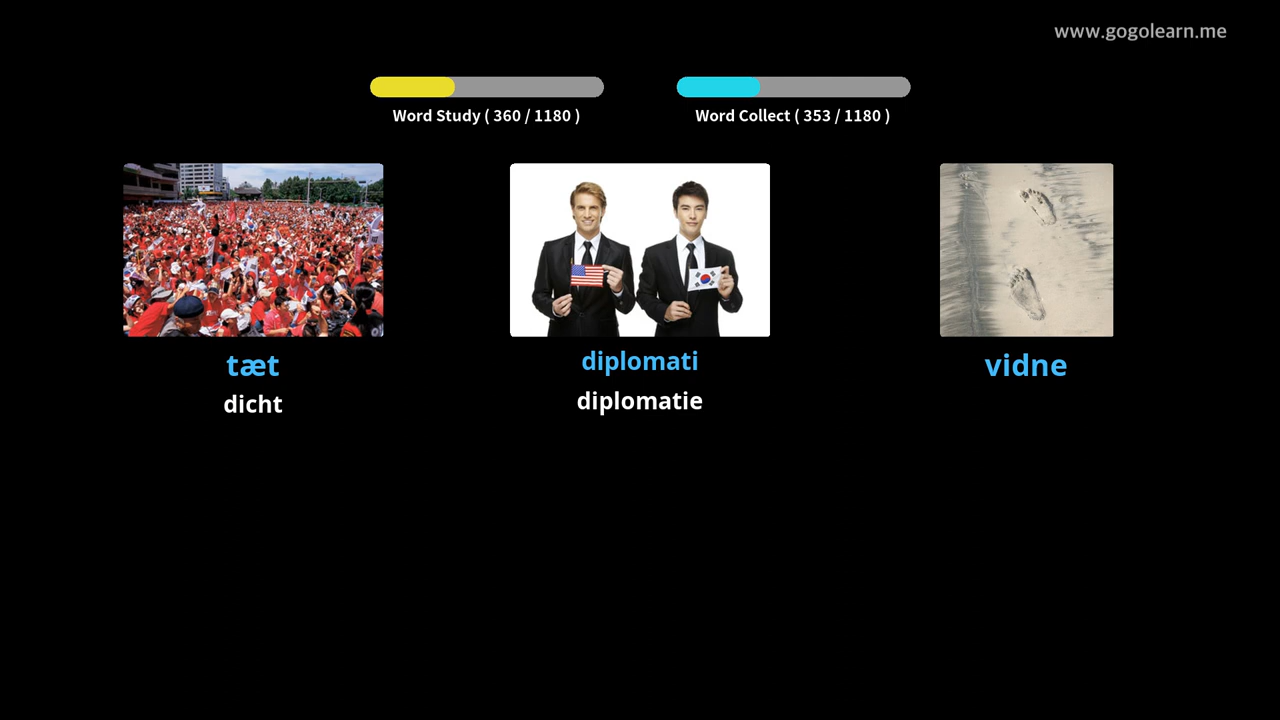 www.gogolearn.me
Word Study ( 360 / 1180 )
Word Collect ( 353 / 1180 )
tæt
dicht
diplomati
diplomatie
vidne